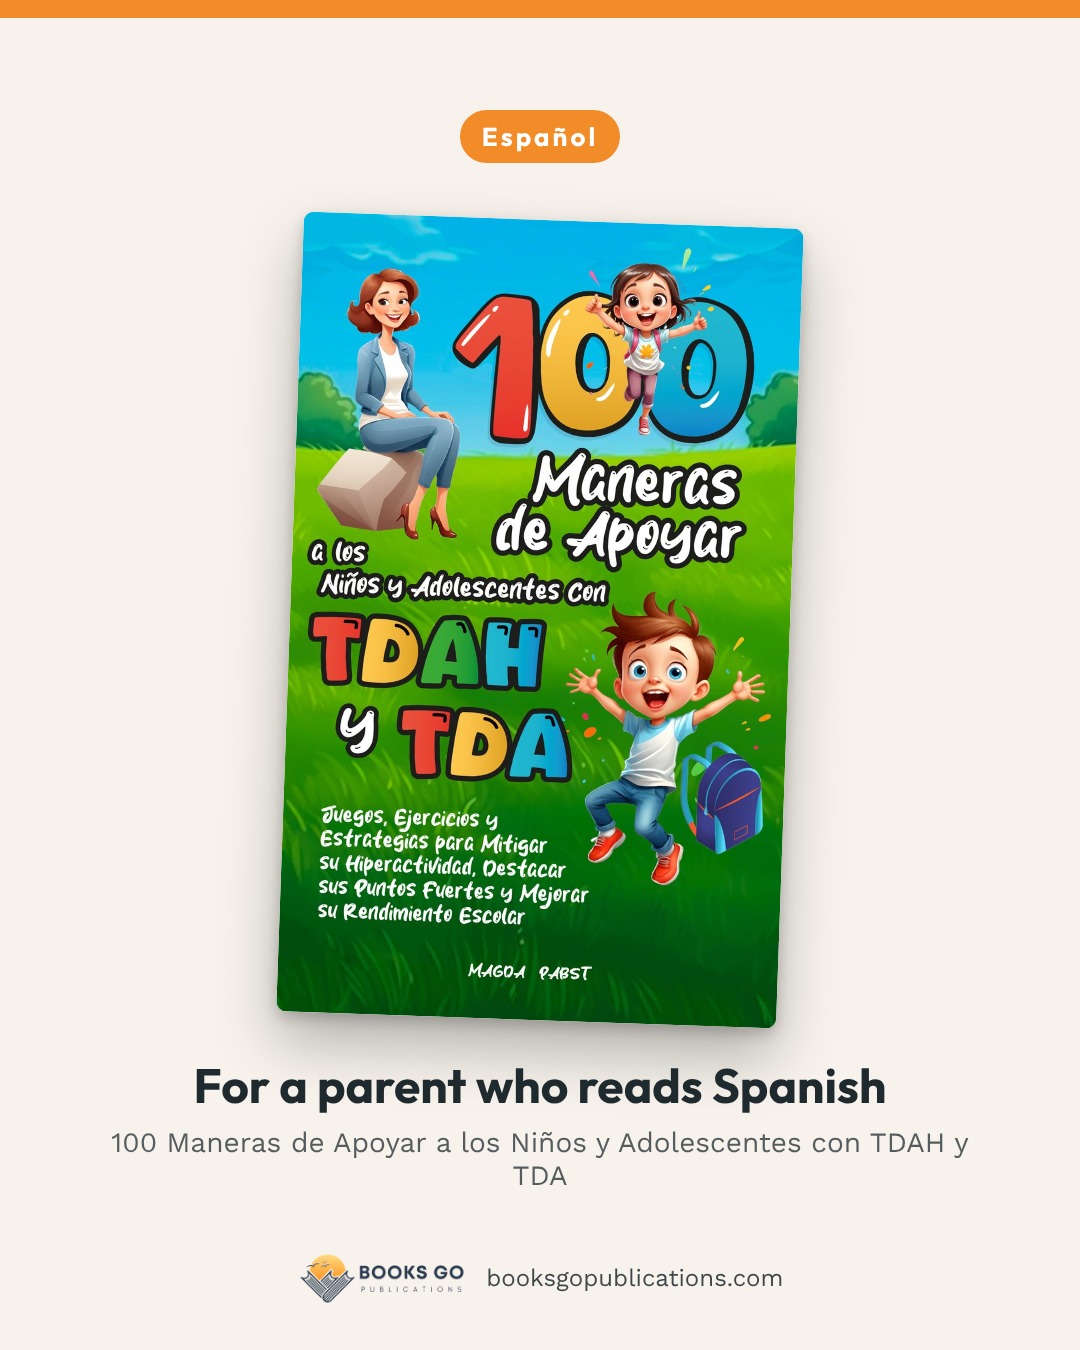 Español
100
Maneras
de Apoyar
a los
Niños y Adolescentes Con
TDAH
y TDA
Juegos, Ejercicios y
Estrategias para Mitigar
su Hiperactividad, Destacar
sus Puntos Fuertes y Mejorar
su Rendimiento Escolar
MAGDA PABST
For a parent who reads Spanish
100 Maneras de Apoyar a los Niños y Adolescentes con TDAH y
TDA
BOOKS GO
PUBLICATIONS
booksgopublications.com